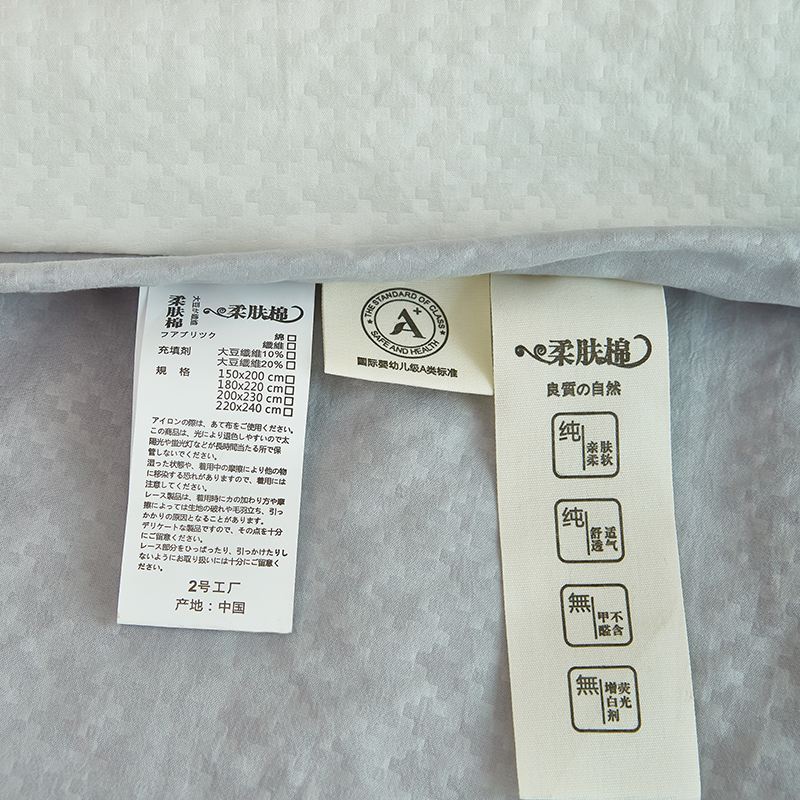 柔肤棉
大豆纤维
柔肤棉
フアブリツク 綿
繊維
充填剤 大豆繊維10%
大豆繊維20%
規 格 150x200 cm
180x220 cm
200x230 cm
220x240 cm
アイロンの際は、あて布をご使用ください。
この商品は、光により退色しやすいので太
陽光や蛍光灯などが長時間当たる所で保
管しないでください。
湿った状態や、着用中の摩擦により他の物
に移染する恐れがありますので、着用には
注意してください。
レース製品は、着用時に力の加わり方や摩
擦によっては生地の破れや毛羽立ち、引っ
かかりの原因となることがあります。
デリケートな製品ですので、その点を十分
にご留意ください。
レース部分をひっぱったり、引っかけたりし
ないようにお取り扱いには十分にご留意く
ださい。
2号工厂
产地：中国
THE STANDARD OF CLASS
A+
SAFE AND HEALTH
国际婴幼儿级A类标准
柔肤棉
良質の自然
纯 亲肤
柔软
纯 舒适
透气
無 甲不
醛含
無 增荧
白光
剂